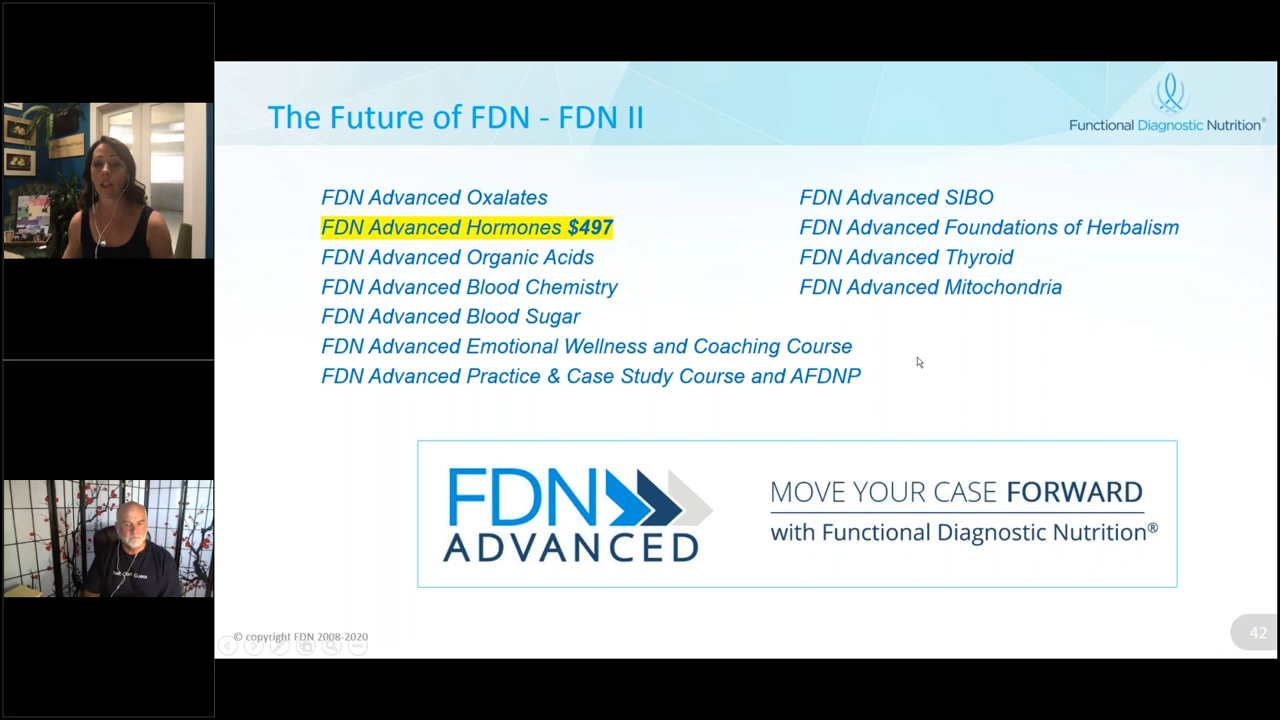 The Future of FDN - FDN II
Functional Diagnostic Nutrition®
FDN Advanced Oxalates
FDN Advanced Hormones $497
FDN Advanced Organic Acids
FDN Advanced Blood Chemistry
FDN Advanced Blood Sugar
FDN Advanced Emotional Wellness and Coaching Course
FDN Advanced Practice & Case Study Course and AFDNP
FDN Advanced SIBO
FDN Advanced Foundations of Herbalism
FDN Advanced Thyroid
FDN Advanced Mitochondria
FDN
ADVANCED
MOVE YOUR CASE FORWARD
with Functional Diagnostic Nutrition®
© copyright FDN 2008-2020
42